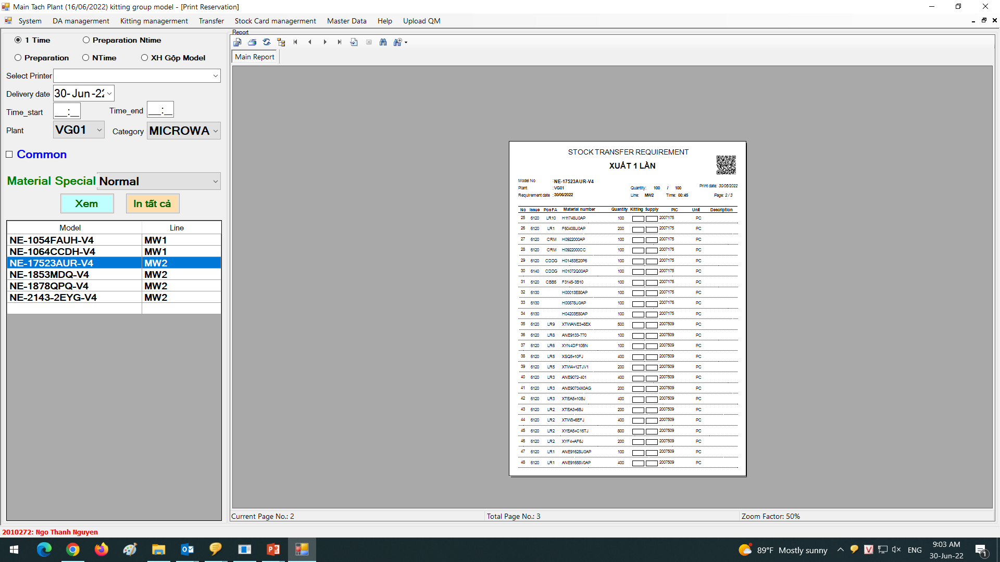 Main Tach Plant (16/06/2022) kitting group model - [Print Reservation]
System DA managerment Kitting managerment Transfer Stock Card managerment Master Data Help Upload QM
1 Time Preparation Ntime
Preparation NTime XH Gộp Model
Select Printer
Delivery date 30-Jun-22
Time_start __:__ Time_end __:__
Plant VG01 Category MICROWA
Common
Material Special Normal
Xem In tất cả
Model Line
NE-1054FAUH-V4 MW1
NE-1064CCDH-V4 MW1
NE-17523AUR-V4 MW2
NE-1853MDQ-V4 MW2
NE-1878QPQ-V4 MW2
NE-2143-2EYG-V4 MW2
Report
Main Report
STOCK TRANSFER REQUIREMENT
XUẤT 1 LẦN
Model No : NE-17523AUR-V4
Plant : VG01 Quantity: 100 / 100 Print date: 30/06/2022
Requirement date : 30/06/2022 Line: MW2 Time: 00:45 Page: 2 / 3
No Issue Pos FA Material number Quantity Kitting Supply PIC Unit Description
25 6120 LR10 H11748U0AP 100 2007175 PC
26 6120 LR1 F60408U0AP 200 2007175 PC
27 6120 CRM H0922000AP 100 2007175 PC
28 6120 CRM H0922000CC 100 2007175 PC
29 6120 CDDG H01453E20P6 100 2007175 PC
30 6140 CDDG H01072Q00AP 100 2007175 PC
31 6120 CBB5 F3145-3B10 100 2007175 PC
32 6130 H00013E80AP 100 2007175 PC
33 6130 H00878U0AP 100 2007175 PC
34 6130 H04203E80AP 100 2007175 PC
35 6120 LR9 XTWANE3+8EX 500 2007509 PC
36 6120 LR8 ANE9133-770 100 2007509 PC
37 6120 LR6 XYN4DF10BN 100 2007509 PC
38 6120 LR5 XSQ5+10FJ 400 2007509 PC
39 6120 LR5 XTW4+12TJV1 200 2007509 PC
40 6120 LR3 ANE9072-401 400 2007509 PC
41 6120 LR3 ANE90734X0AG 200 2007509 PC
42 6120 LR3 XTEA5+10BJ 400 2007509 PC
43 6120 LR2 XTEA3+6BJ 200 2007509 PC
44 6120 LR2 XTW3+6EFJ 400 2007509 PC
45 6120 LR2 XYEA5+C16TJ 800 2007509 PC
46 6120 LR2 XYF4+AF6J 200 2007509 PC
47 6120 LR1 ANE91628U0AP 100 2007509 PC
48 6120 LR1 ANE91658V0AP 400 2007509 PC
Current Page No.: 2 Total Page No.: 3 Zoom Factor: 50%
2010272: Ngo Thanh Nguyen
89°F Mostly sunny ENG 9:03 AM
30-Jun-22 1